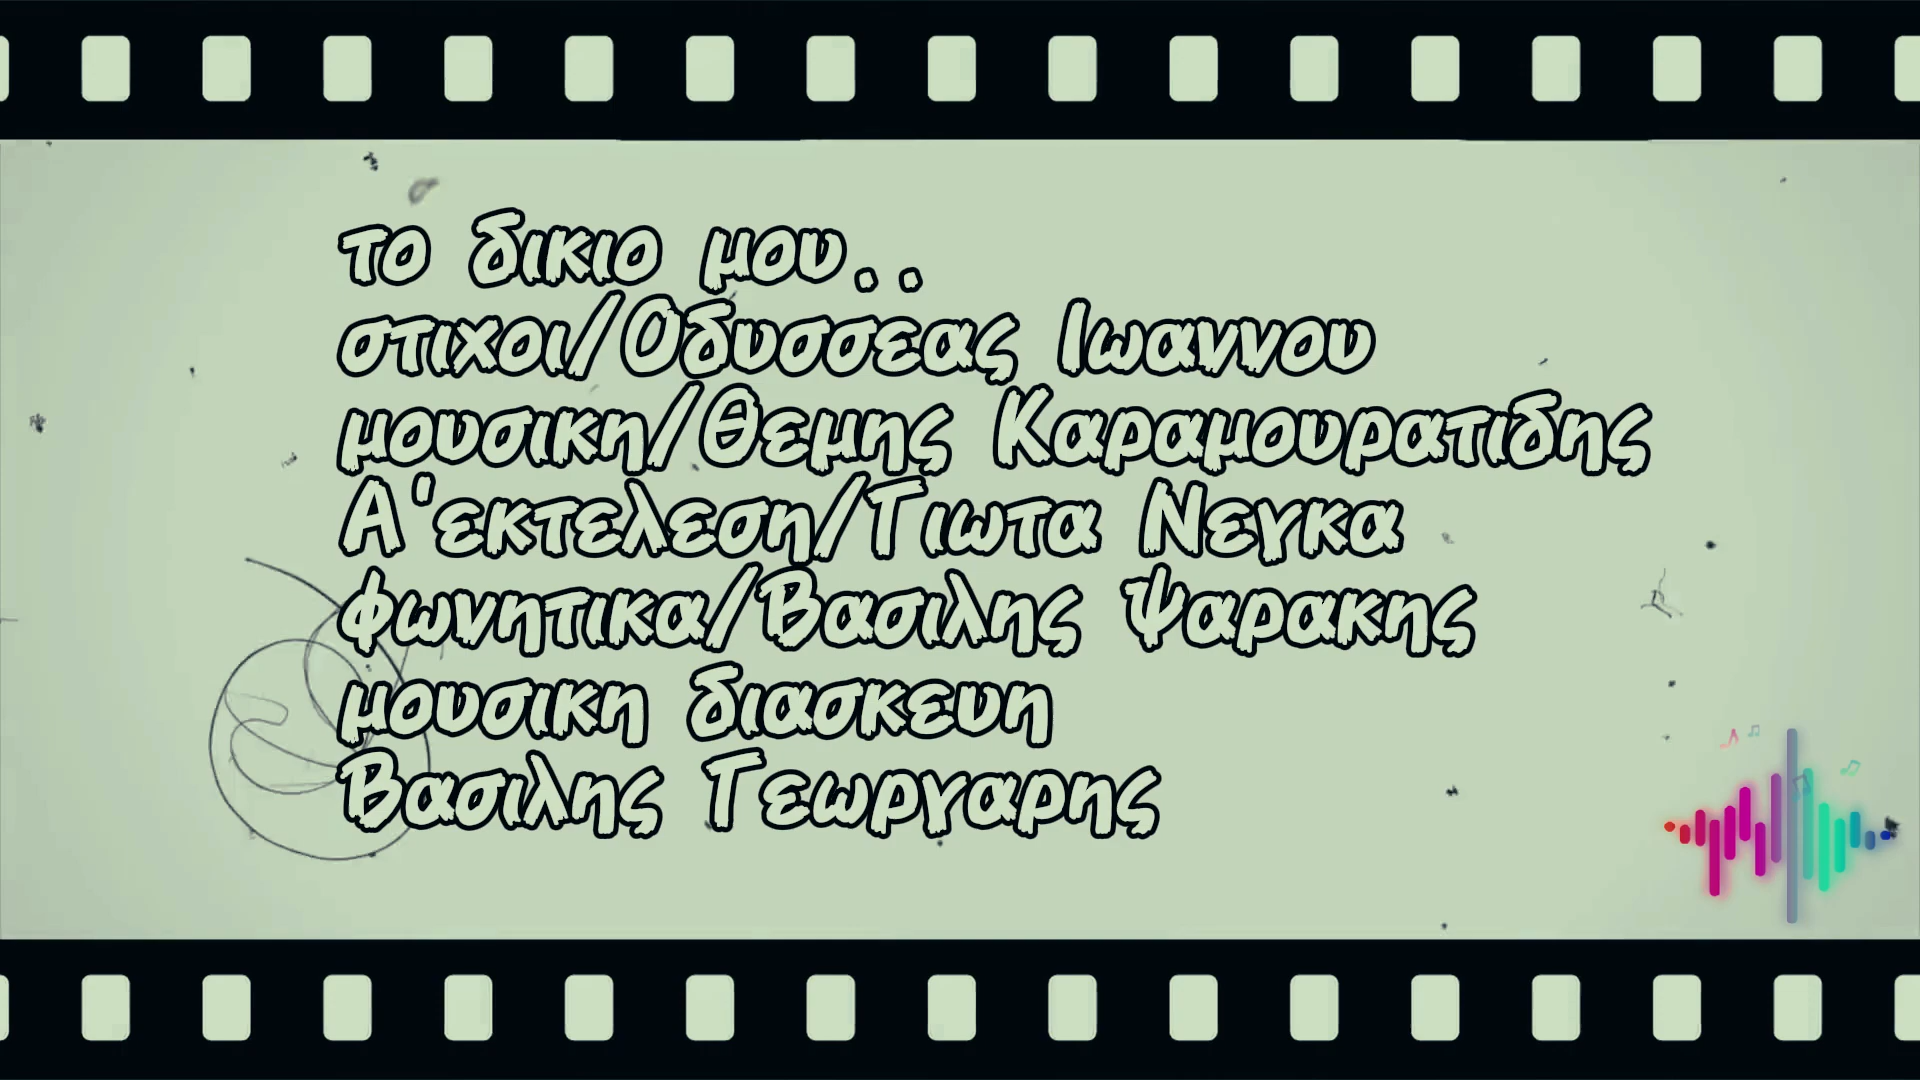 το δικιο μου..
στιχοι/Οδυσσεας Ιωαννου
μουσικη/Θεμης Καραμουρατιδης
Α'εκτελεση/Γιωτα Νεγκα
φωνητικα/Βασιλης Ψαρακης
μουσικη διασκευη
Βασιλης Γεωργαρης